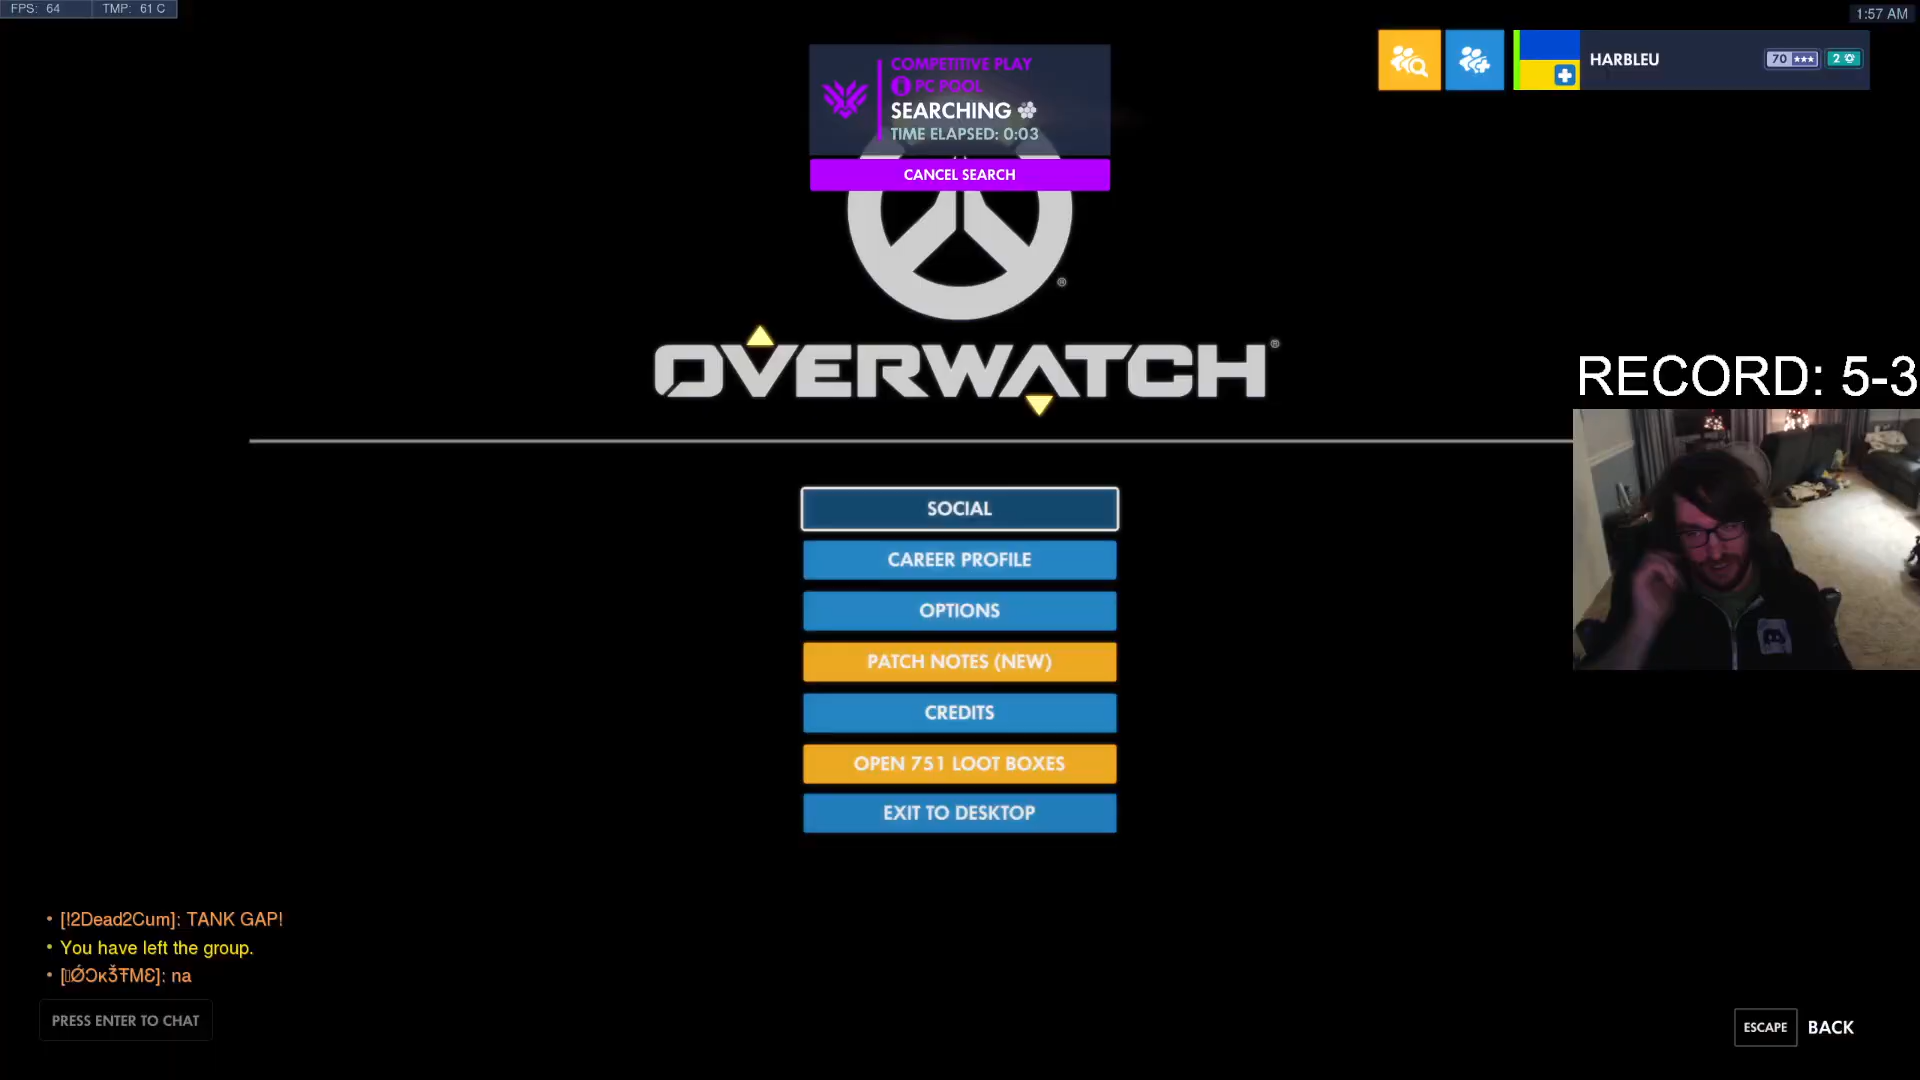 FPS: 64 TMP: 61 C
1:57 AM
COMPETITIVE PLAY
PC POOL
SEARCHING
TIME ELAPSED: 0:03
CANCEL SEARCH
HARBLEU
70
2
OVERWATCH
RECORD: 5-3
SOCIAL
CAREER PROFILE
OPTIONS
PATCH NOTES (NEW)
CREDITS
OPEN 751 LOOT BOXES
EXIT TO DESKTOP
[!2Dead2Cum]: TANK GAP!
You have left the group.
na
PRESS ENTER TO CHAT
ESCAPE BACK